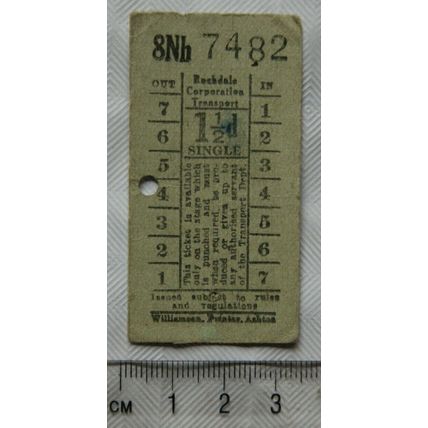 8Nh 7482
OUT Rochdale IN
Corporation
Transport
7 1
6 1½d 2
SINGLE
5 3
4 4
3 5
2 6
1 7
This ticket is available
only on the stage which
is punched and must
when required, be pro-
duced or given up to
any authorised servant
of the Transport Dept.
Issued subject to rules
and regulations
Williamson, Printer, Ashton
CM 1 2 3